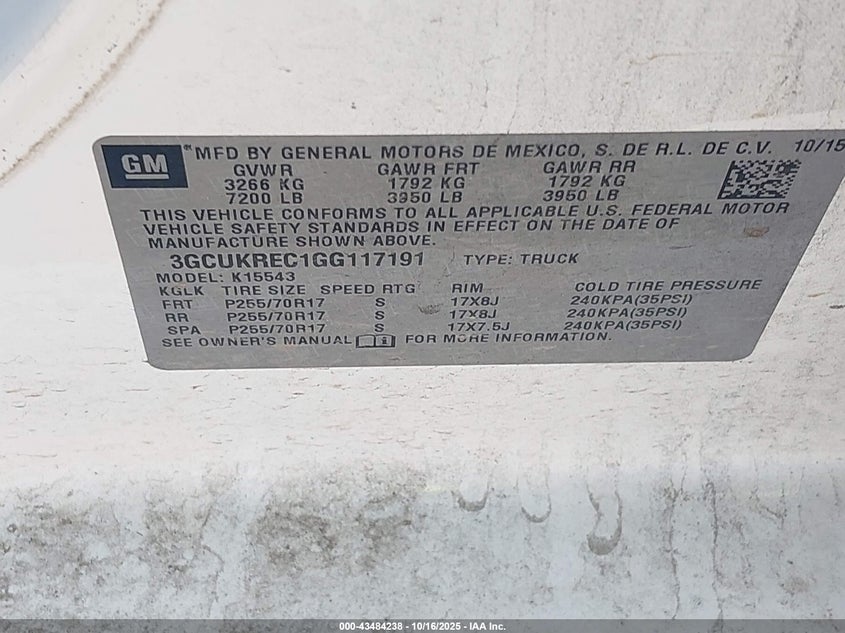 GM MFD BY GENERAL MOTORS DE MEXICO, S. DE R.L. DE C.V. 10/15
GVWR GAWR FRT GAWR RR
3266 KG 1792 KG 1792 KG
7200 LB 3950 LB 3950 LB
THIS VEHICLE CONFORMS TO ALL APPLICABLE U.S. FEDERAL MOTOR
VEHICLE SAFETY STANDARDS IN EFFECT ON THE DATE OF
MANUFACTURE SHOWN ABOVE.
3GCUKREC1GG117191 TYPE: TRUCK
MODEL: K15543
KGLK TIRE SIZE SPEED RTG RIM COLD TIRE PRESSURE
FRT P255/70R17 S 17X8J 240KPA(35PSI)
RR P255/70R17 S 17X8J 240KPA(35PSI)
SPA P255/70R17 S 17X7.5J 240KPA(35PSI)
SEE OWNER'S MANUAL FOR MORE INFORMATION.
000-43484238 - 10/16/2025 - IAA Inc.